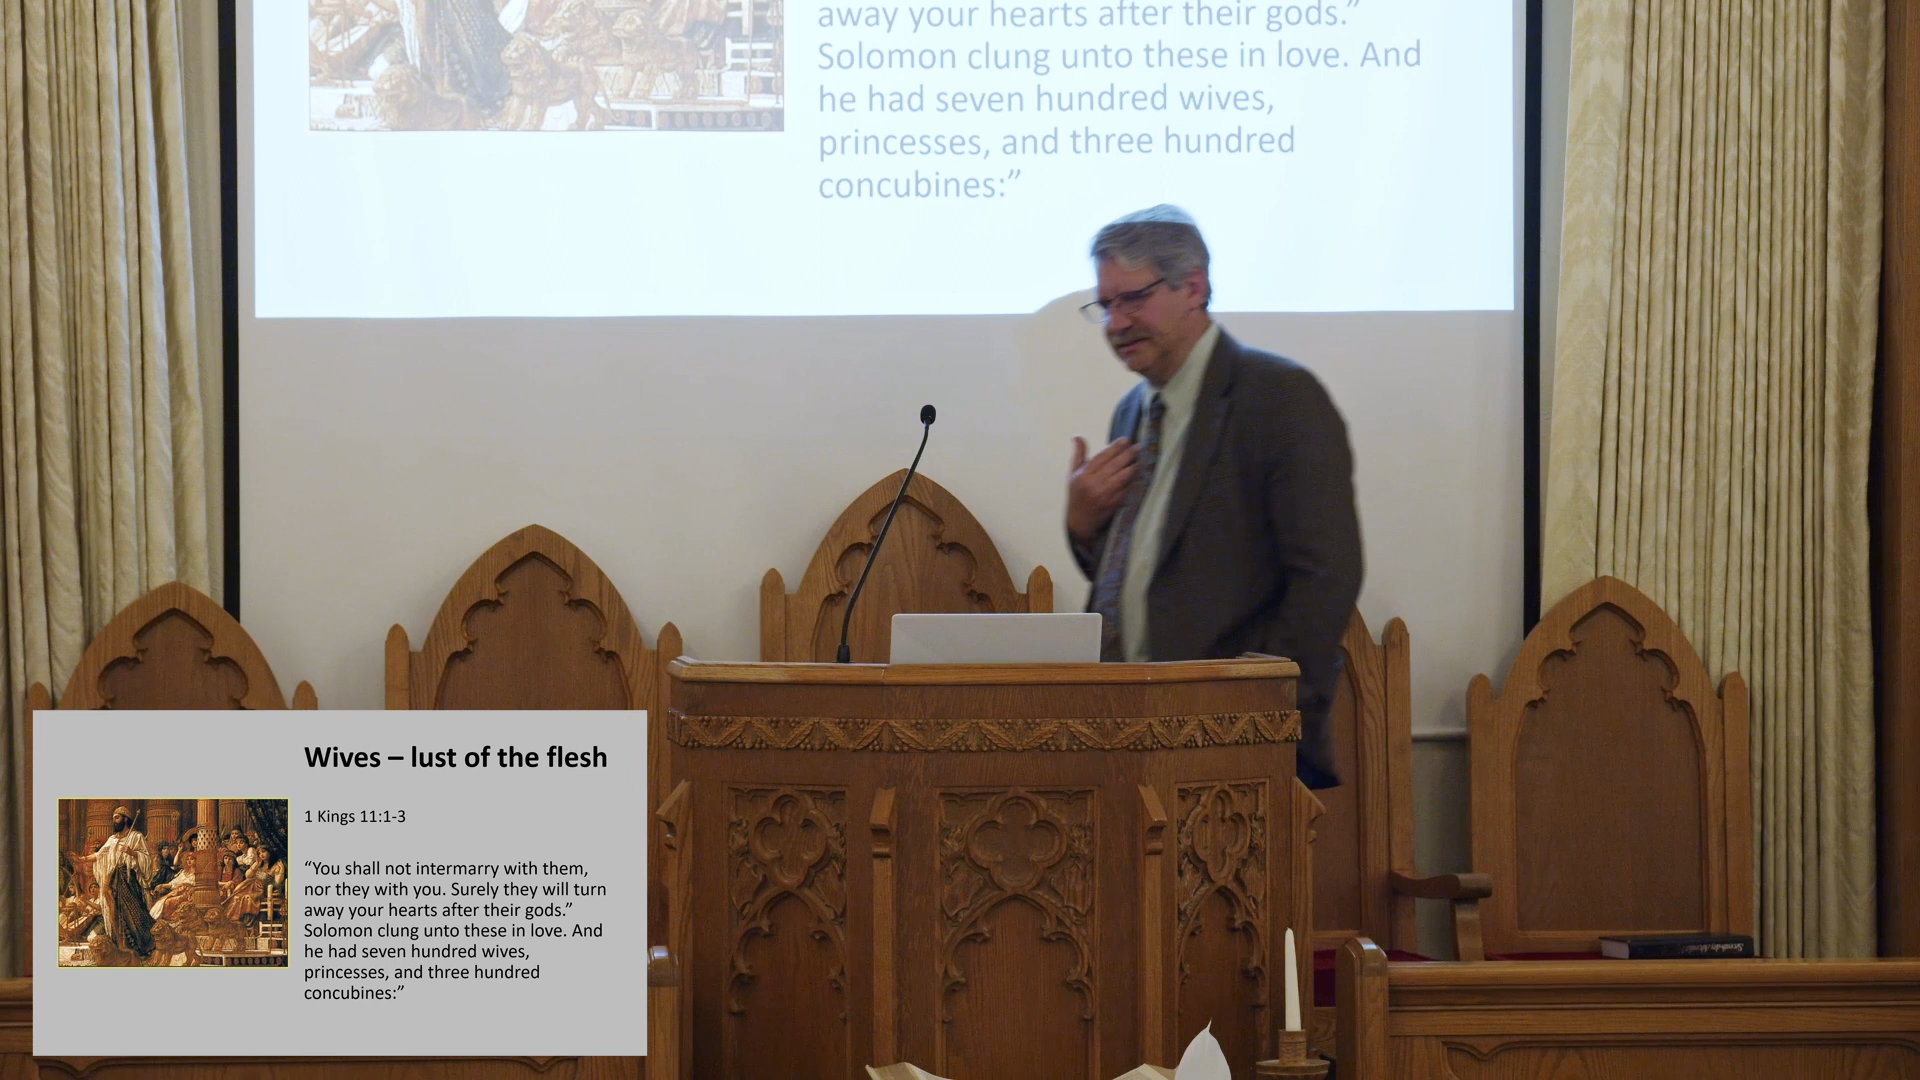 away your hearts after their gods.”
Solomon clung unto these in love. And
he had seven hundred wives,
princesses, and three hundred
concubines:”
Wives – lust of the flesh
1 Kings 11:1-3
“You shall not intermarry with them,
nor they with you. Surely they will turn
away your hearts after their gods.”
Solomon clung unto these in love. And
he had seven hundred wives,
princesses, and three hundred
concubines:”